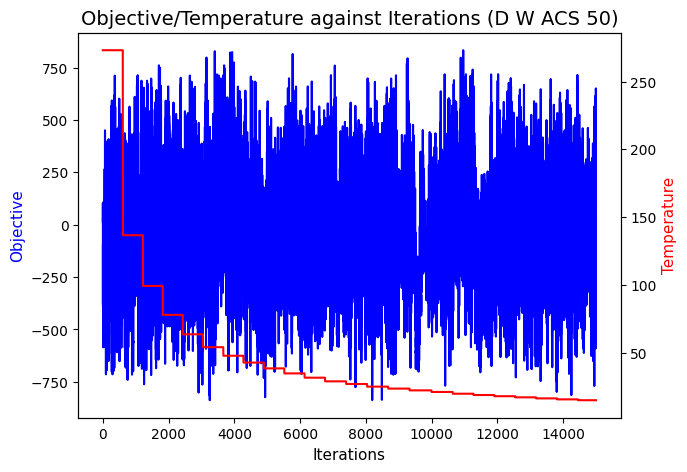 Objective/Temperature against Iterations (D W ACS 50)
750
500
250
0
−250
−500
−750
Objective
250
200
150
100
50
Temperature
0 2000 4000 6000 8000 10000 12000 14000
Iterations